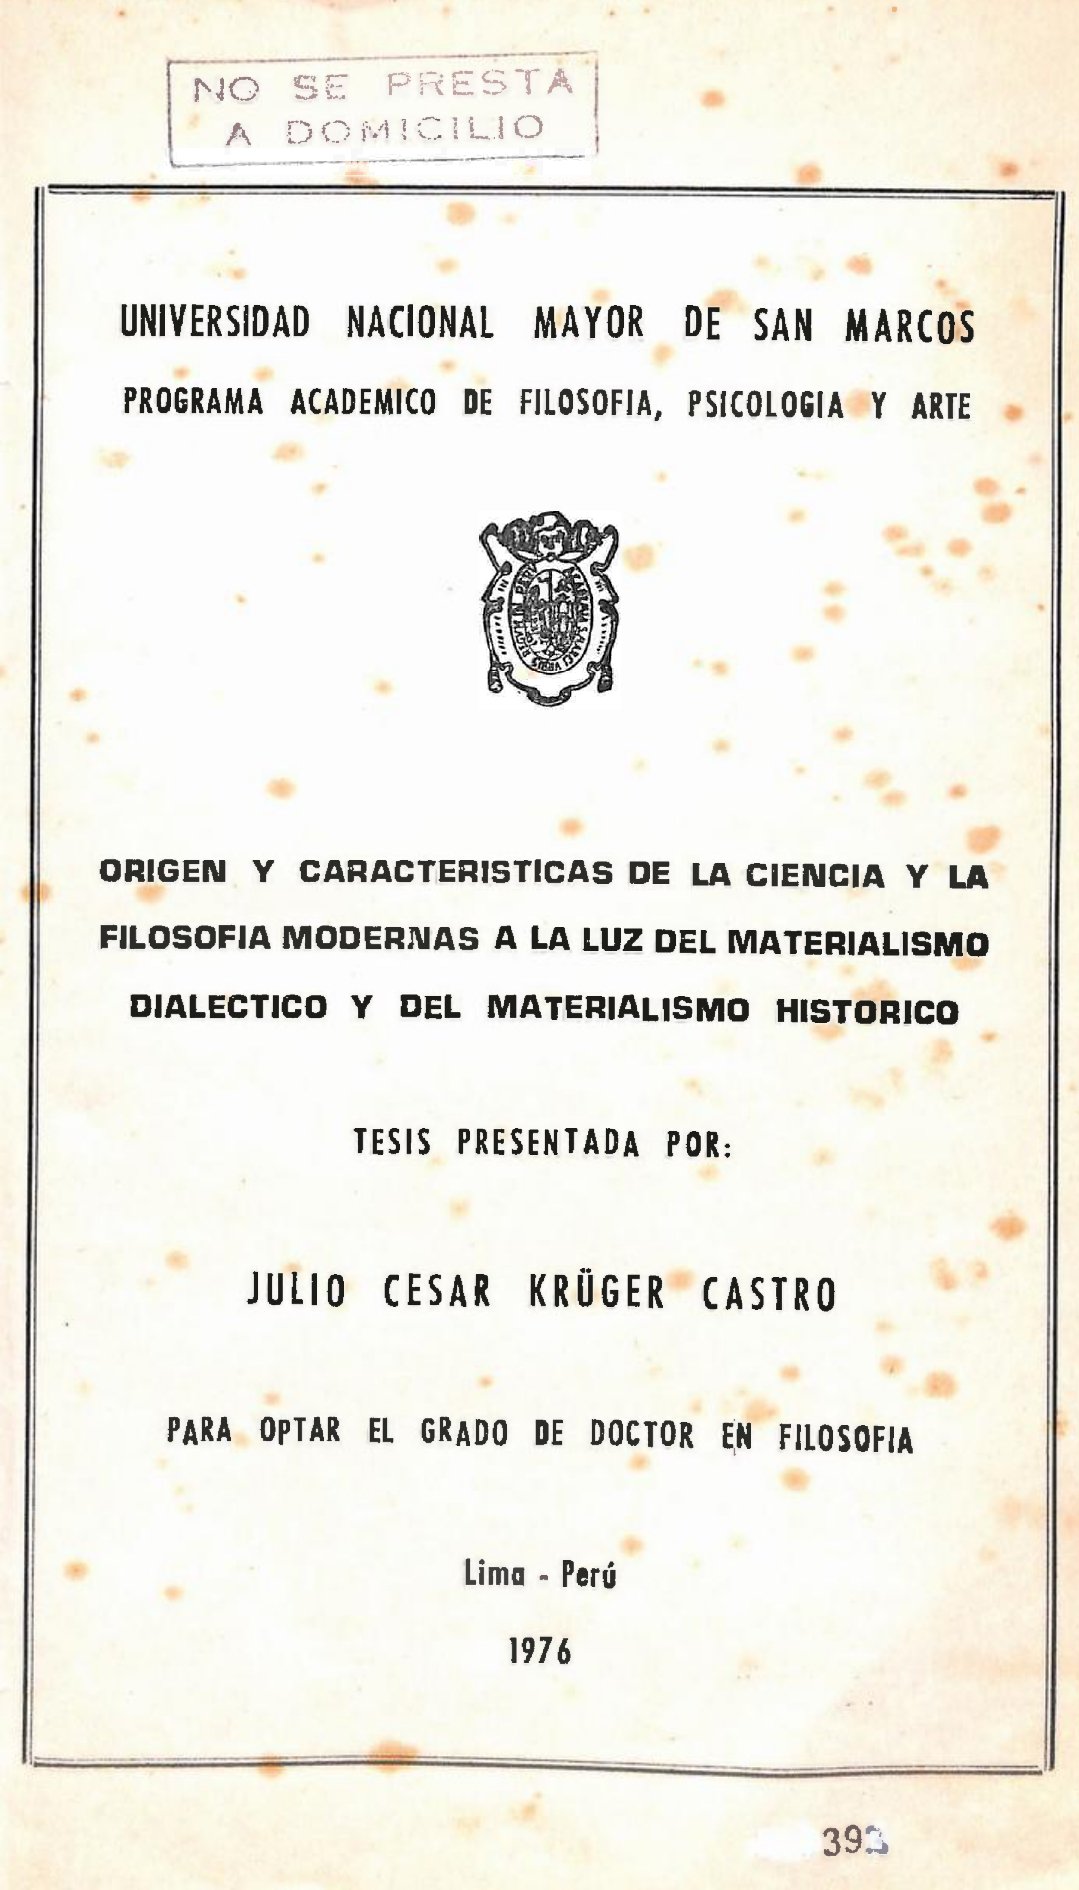 NO SE PRESTA
A DOMICILIO
UNIVERSIDAD NACIONAL MAYOR DE SAN MARCOS
PROGRAMA ACADEMICO DE FILOSOFIA, PSICOLOGIA Y ARTE
ORIGEN Y CARACTERISTICAS DE LA CIENCIA Y LA
FILOSOFIA MODERNAS A LA LUZ DEL MATERIALISMO
DIALECTICO Y DEL MATERIALISMO HISTORICO
TESIS PRESENTADA POR:
JULIO CESAR KRÜGER CASTRO
PARA OPTAR EL GRADO DE DOCTOR EN FILOSOFIA
Lima - Perú
1976